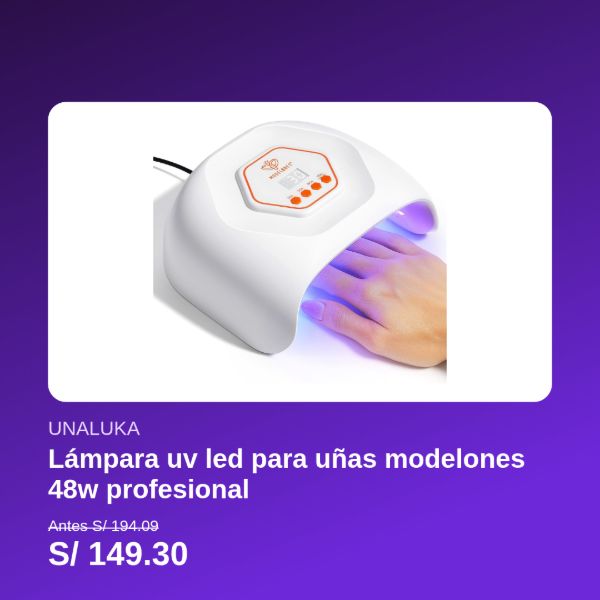 UNALUKA
Lámpara uv led para uñas modelones
48w profesional
Antes S/ 194.09
S/ 149.30